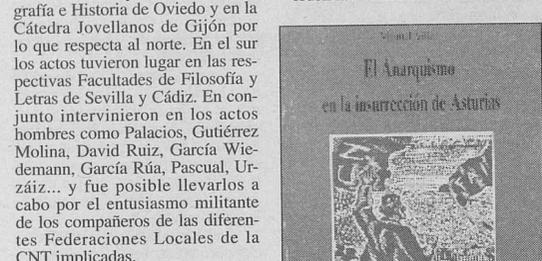 grafía e Historia de Oviedo y en la
Cátedra Jovellanos de Gijón por
lo que respecta al norte. En el sur
los actos tuvieron lugar en las res-
pectivas Facultades de Filosofía y
Letras de Sevilla y Cádiz. En con-
junto intervinieron en los actos
hombres como Palacios, Gutiérrez
Molina, David Ruiz, García Wie-
demann, García Rúa, Pascual, Ur-
záiz... y fue posible llevarlos a
cabo por el entusiasmo militante
de los compañeros de las diferen-
tes Federaciones Locales de la
CNT implicadas.
El Anarquismo
en la insurrección de Asturias